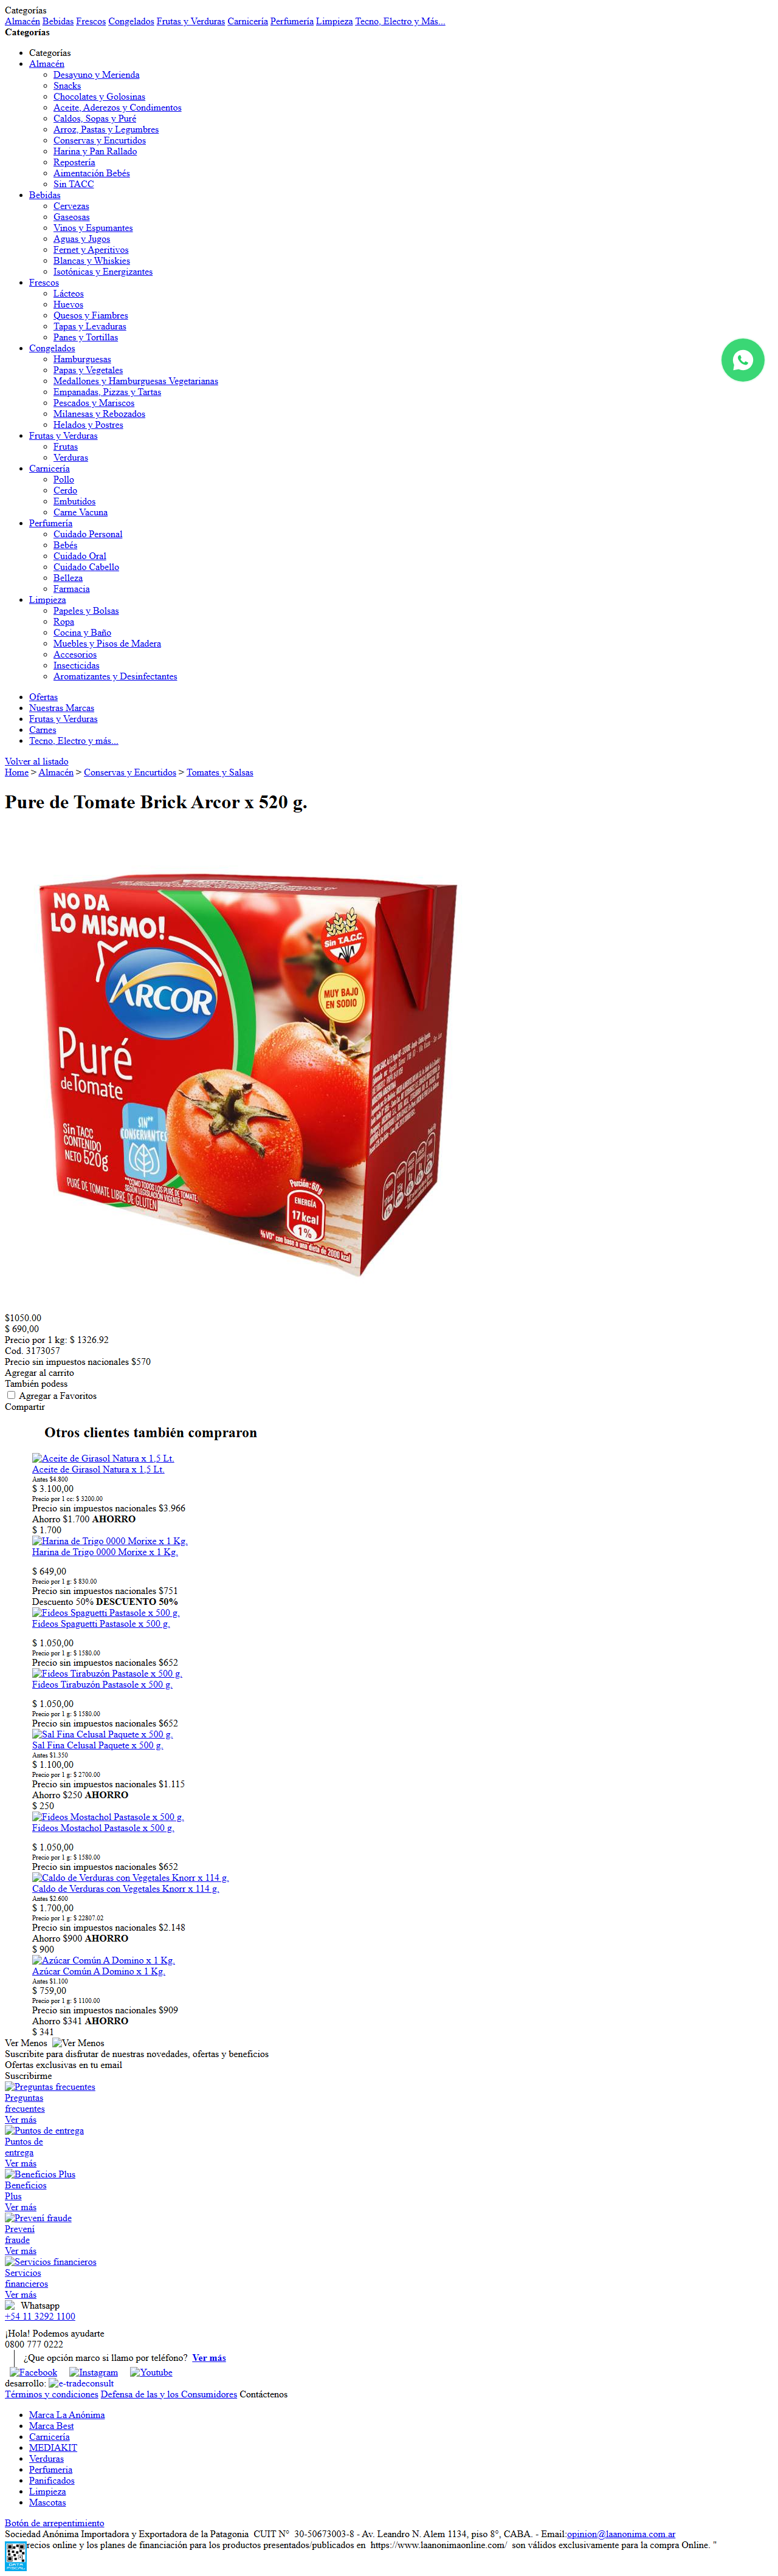 Categorías
Almacén Bebidas Frescos Congelados Frutas y Verduras Carnicería Perfumería Limpieza Tecno, Electro y Más...
Categorías
Categorías
Almacén
Desayuno y Merienda
Snacks
Chocolates y Golosinas
Aceite, Aderezos y Condimentos
Caldos, Sopas y Puré
Arroz, Pastas y Legumbres
Conservas y Encurtidos
Harina y Pan Rallado
Repostería
Aimentación Bebés
Sin TACC
Bebidas
Cervezas
Gaseosas
Vinos y Espumantes
Aguas y Jugos
Fernet y Aperitivos
Blancas y Whiskies
Isotónicas y Energizantes
Frescos
Lácteos
Huevos
Quesos y Fiambres
Tapas y Levaduras
Panes y Tortillas
Congelados
Hamburguesas
Papas y Vegetales
Medallones y Hamburguesas Vegetarianas
Empanadas, Pizzas y Tartas
Pescados y Mariscos
Milanesas y Rebozados
Helados y Postres
Frutas y Verduras
Frutas
Verduras
Carnicería
Pollo
Cerdo
Embutidos
Carne Vacuna
Perfumería
Cuidado Personal
Bebés
Cuidado Oral
Cuidado Cabello
Belleza
Farmacia
Limpieza
Papeles y Bolsas
Ropa
Cocina y Baño
Muebles y Pisos de Madera
Accesorios
Insecticidas
Aromatizantes y Desinfectantes
Ofertas
Nuestras Marcas
Frutas y Verduras
Carnes
Tecno, Electro y más...
Volver al listado
Home > Almacén > Conservas y Encurtidos > Tomates y Salsas
Pure de Tomate Brick Arcor x 520 g.
NO DA
LO MISMO!
ARCOR
Sin T.A.C.C.
MUY BAJO
EN SODIO
Puré
de Tomate
SIN
CONSERVANTES
SIN TACC
CONTENIDO
NETO 520g
PURÉ DE TOMATE LIBRE DE GLUTEN
Porción: 60g
ENERGÍA
17 kcal
1%
$1050.00
$ 690,00
Precio por 1 kg: $ 1326.92
Cod. 3173057
Precio sin impuestos nacionales $570
Agregar al carrito
También podess
Agregar a Favoritos
Compartir
Otros clientes también compraron
Aceite de Girasol Natura x 1,5 Lt.
Aceite de Girasol Natura x 1,5 Lt.
Antes $4.800
$ 3.100,00
Precio por 1 cc: $ 3200.00
Precio sin impuestos nacionales $3.966
Ahorro $1.700 AHORRO
$ 1.700
Harina de Trigo 0000 Morixe x 1 Kg.
Harina de Trigo 0000 Morixe x 1 Kg.
$ 649,00
Precio por 1 g: $ 830.00
Precio sin impuestos nacionales $751
Descuento 50% DESCUENTO 50%
Fideos Spaguetti Pastasole x 500 g.
Fideos Spaguetti Pastasole x 500 g.
$ 1.050,00
Precio por 1 g: $ 1580.00
Precio sin impuestos nacionales $652
Fideos Tirabuzón Pastasole x 500 g.
Fideos Tirabuzón Pastasole x 500 g.
$ 1.050,00
Precio por 1 g: $ 1580.00
Precio sin impuestos nacionales $652
Sal Fina Celusal Paquete x 500 g.
Sal Fina Celusal Paquete x 500 g.
Antes $1.350
$ 1.100,00
Precio por 1 g: $ 2700.00
Precio sin impuestos nacionales $1.115
Ahorro $250 AHORRO
$ 250
Fideos Mostachol Pastasole x 500 g.
Fideos Mostachol Pastasole x 500 g.
$ 1.050,00
Precio por 1 g: $ 1580.00
Precio sin impuestos nacionales $652
Caldo de Verduras con Vegetales Knorr x 114 g.
Caldo de Verduras con Vegetales Knorr x 114 g.
Antes $2.600
$ 1.700,00
Precio por 1 g: $ 22807.02
Precio sin impuestos nacionales $2.148
Ahorro $900 AHORRO
$ 900
Azúcar Común A Domino x 1 Kg.
Azúcar Común A Domino x 1 Kg.
Antes $1.100
$ 759,00
Precio por 1 g: $ 1100.00
Precio sin impuestos nacionales $909
Ahorro $341 AHORRO
$ 341
Ver Menos Ver Menos
Suscribite para disfrutar de nuestras novedades, ofertas y beneficios
Ofertas exclusivas en tu email
Suscribirme
Preguntas frecuentes
Preguntas
frecuentes
Ver más
Puntos de entrega
Puntos de
entrega
Ver más
Beneficios Plus
Beneficios
Plus
Ver más
Prevení fraude
Prevení
fraude
Ver más
Servicios financieros
Servicios
financieros
Ver más
Whatsapp
+54 11 3292 1100
¡Hola! Podemos ayudarte
0800 777 0222
¿Que opción marco si llamo por teléfono? Ver más
Facebook Instagram Youtube
desarrollo: e-tradeconsult
Términos y condiciones Defensa de las y los Consumidores Contáctenos
Marca La Anónima
Marca Best
Carnicería
MEDIAKIT
Verduras
Perfumeria
Panificados
Limpieza
Mascotas
Botón de arrepentimiento
Sociedad Anónima Importadora y Exportadora de la Patagonia CUIT N° 30-50673003-8 - Av. Leandro N. Alem 1134, piso 8°, CABA. - Email:opinion@laanonima.com.ar
recios online y los planes de financiación para los productos presentados/publicados en https://www.laanonimaonline.com/ son válidos exclusivamente para la compra Online. "
DATA
FISCAL